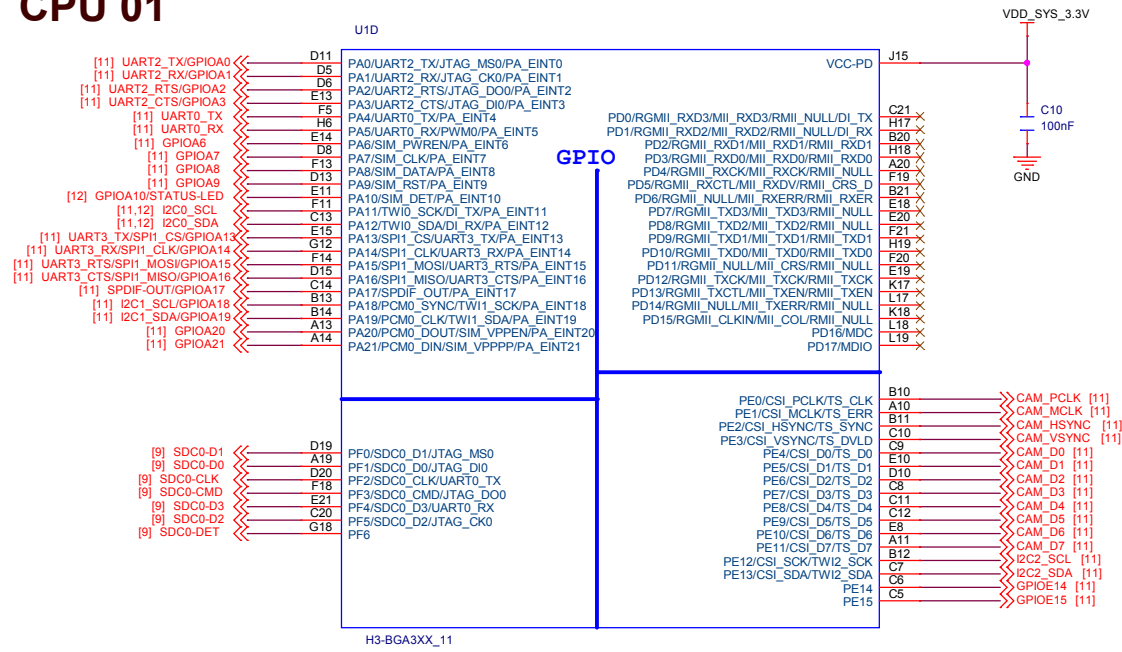 CPU 01
U1D
VDD_SYS_3.3V
C10
100nF
GND
GPIO
[11] UART2_TX/GPIOA0 D11 PA0/UART2_TX/JTAG_MS0/PA_EINT0
[11] UART2_RX/GPIOA1 D5 PA1/UART2_TX/JTAG_CK0/PA_EINT1
[11] UART2_RTS/GPIOA2 D6 PA2/UART2_RTS/JTAG_DO0/PA_EINT2
[11] UART2_CTS/GPIOA3 E13 PA3/UART2_CTS/JTAG_DI0/PA_EINT3
[11] UART0_TX F5 PA4/UART0_TX/PA_EINT4
[11] UART0_RX H6 PA5/UART0_RX/PWM0/PA_EINT5
[11] GPIOA6 E14 PA6/SIM_PWREN/PA_EINT6
[11] GPIOA7 D8 PA7/SIM_CLK/PA_EINT7
[11] GPIOA8 F13 PA8/SIM_DATA/PA_EINT8
[11] GPIOA9 D13 PA9/SIM_RST/PA_EINT9
[12] GPIOA10/STATUS-LED E11 PA10/SIM_DET/PA_EINT10
[11,12] I2C0_SCL F11 PA11/TWI0_SCK/DI_TX/PA_EINT11
[11,12] I2C0_SDA C13 PA12/TWI0_SDA/DI_RX/PA_EINT12
[11] UART3_TX/SPI1_CS/GPIOA13 E15 PA13/SPI1_CS/UART3_TX/PA_EINT13
[11] UART3_RX/SPI1_CLK/GPIOA14 G12 PA14/SPI1_CLK/UART3_RX/PA_EINT14
[11] UART3_RTS/SPI1_MOSI/GPIOA15 F14 PA15/SPI1_MOSI/UART3_RTS/PA_EINT15
[11] UART3_CTS/SPI1_MISO/GPIOA16 D15 PA16/SPI1_MISO/UART3_CTS/PA_EINT16
[11] SPDIF-OUT/GPIOA17 C14 PA17/SPDIF_OUT/PA_EINT17
[11] I2C1_SCL/GPIOA18 B13 PA18/PCM0_SYNC/TWI1_SCK/PA_EINT18
[11] I2C1_SDA/GPIOA19 B14 PA19/PCM0_CLK/TWI1_SDA/PA_EINT19
[11] GPIOA20 A13 PA20/PCM0_DOUT/SIM_VPPEN/PA_EINT20
[11] GPIOA21 A14 PA21/PCM0_DIN/SIM_VPPPP/PA_EINT21
VCC-PD J15
PD0/RGMII_RXD3/MII_RXD3/RMII_NULL/DI_TX C21
PD1/RGMII_RXD2/MII_RXD2/RMII_NULL/DI_RX H17
PD2/RGMII_RXD1/MII_RXD1/RMII_RXD1 B20
PD3/RGMII_RXD0/MII_RXD0/RMII_RXD0 H18
PD4/RGMII_RXCK/MII_RXCK/RMII_NULL A20
PD5/RGMII_RXCTL/MII_RXDV/RMII_CRS_D F19
PD6/RGMII_NULL/MII_RXERR/RMII_RXER B21
PD7/RGMII_TXD3/MII_TXD3/RMII_NULL E18
PD8/RGMII_TXD2/MII_TXD2/RMII_NULL E20
PD9/RGMII_TXD1/MII_TXD1/RMII_TXD1 F21
PD10/RGMII_TXD0/MII_TXD0/RMII_TXD0 H19
PD11/RGMII_NULL/MII_CRS/RMII_NULL F20
PD12/RGMII_TXCK/MII_TXCK/RMII_TXCK E19
PD13/RGMII_TXCTL/MII_TXEN/RMII_TXEN K17
PD14/RGMII_NULL/MII_TXERR/RMII_NULL L17
PD15/RGMII_CLKIN/MII_COL/RMII_NULL K18
PD16/MDC L18
PD17/MDIO L19
[9] SDC0-D1 D19 PF0/SDC0_D1/JTAG_MS0
[9] SDC0-D0 A19 PF1/SDC0_D0/JTAG_DI0
[9] SDC0-CLK D20 PF2/SDC0_CLK/UART0_TX
[9] SDC0-CMD F18 PF3/SDC0_CMD/JTAG_DO0
[9] SDC0-D3 E21 PF4/SDC0_D3/UART0_RX
[9] SDC0-D2 C20 PF5/SDC0_D2/JTAG_CK0
[9] SDC0-DET G18 PF6
PE0/CSI_PCLK/TS_CLK B10 CAM_PCLK [11]
PE1/CSI_MCLK/TS_ERR A10 CAM_MCLK [11]
PE2/CSI_HSYNC/TS_SYNC B11 CAM_HSYNC [11]
PE3/CSI_VSYNC/TS_DVLD C10 CAM_VSYNC [11]
PE4/CSI_D0/TS_D0 C9 CAM_D0 [11]
PE5/CSI_D1/TS_D1 E10 CAM_D1 [11]
PE6/CSI_D2/TS_D2 D10 CAM_D2 [11]
PE7/CSI_D3/TS_D3 C8 CAM_D3 [11]
PE8/CSI_D4/TS_D4 C11 CAM_D4 [11]
PE9/CSI_D5/TS_D5 C12 CAM_D5 [11]
PE10/CSI_D6/TS_D6 E8 CAM_D6 [11]
PE11/CSI_D7/TS_D7 A11 CAM_D7 [11]
PE12/CSI_SCK/TWI2_SCK B12 I2C2_SCL [11]
PE13/CSI_SDA/TWI2_SDA C7 I2C2_SDA [11]
PE14 C6 GPIOE14 [11]
PE15 C5 GPIOE15 [11]
H3-BGA3XX_11